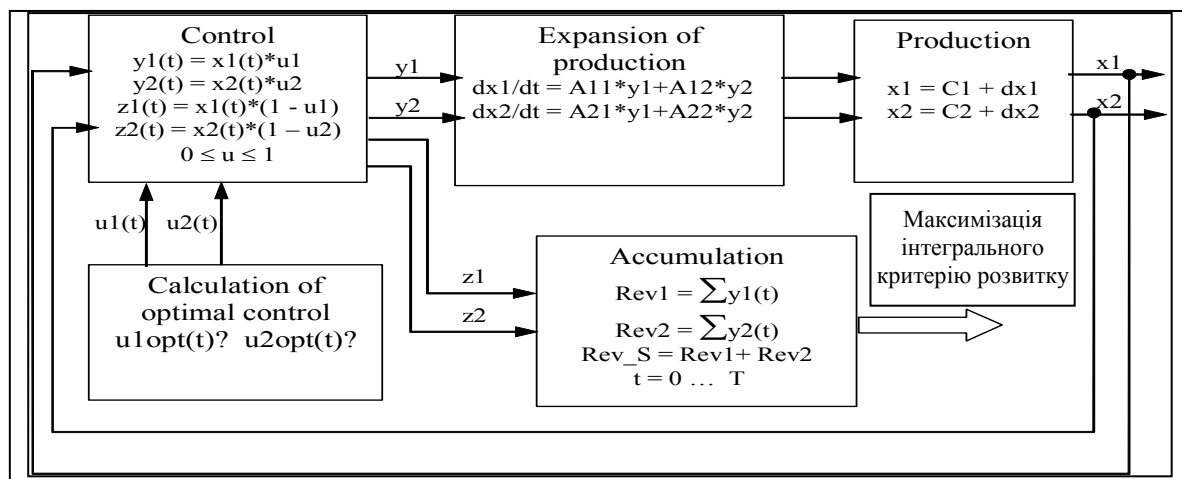 Control
y1(t) = x1(t)*u1
y2(t) = x2(t)*u2
z1(t) = x1(t)*(1 - u1)
z2(t) = x2(t)*(1 – u2)
0 ≤ u ≤ 1
y1
y2
Expansion of
production
dx1/dt = A11*y1+A12*y2
dx2/dt = A21*y1+A22*y2
Production
x1 = C1 + dx1
x2 = C2 + dx2
x1
x2
u1(t)
u2(t)
Calculation of
optimal control
u1opt(t)? u2opt(t)?
z1
z2
Accumulation
Rev1 = ∑y1(t)
Rev2 = ∑y2(t)
Rev_S = Rev1+ Rev2
t = 0 … T
Максимізація
інтегрального
критерію розвитку